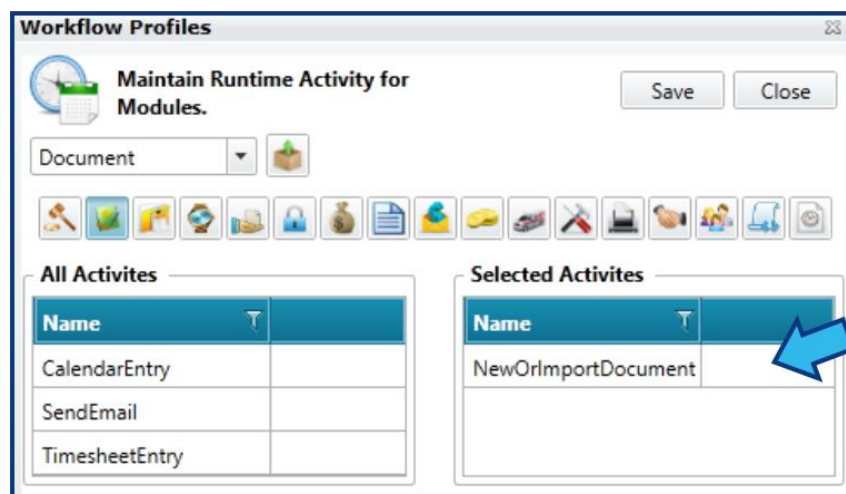 Workflow Profiles
Maintain Runtime Activity for
Modules.
Save
Close
Document
All Activites
Selected Activites
Name
Name
CalendarEntry
NewOrImportDocument
SendEmail
TimesheetEntry